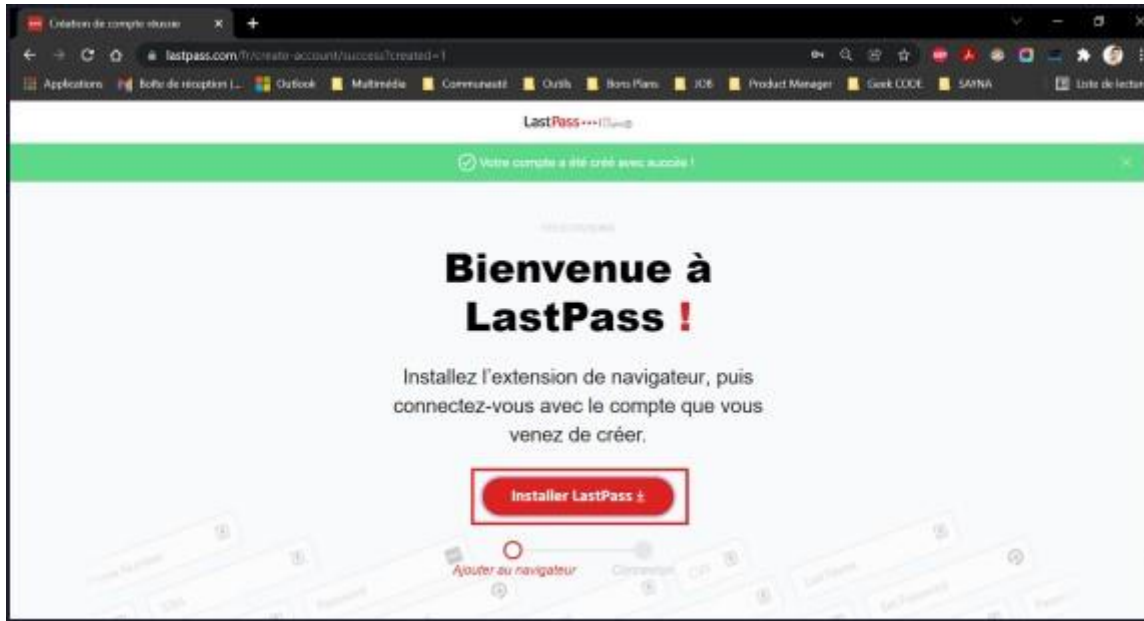 Création de compte réussie
lastpass.com/fr/create-account/success?created=1
Applications Boîte de réception (... Outlook Multimédia Communauté Outils Bons Plans JOB Product Manager Geek CODE SAYNA Liste de lecture
LastPass
Votre compte a été créé avec succès !
Bienvenue à
LastPass !
Installez l'extension de navigateur, puis
connectez-vous avec le compte que vous
venez de créer.
Installer LastPass
Ajouter au navigateur Connexion